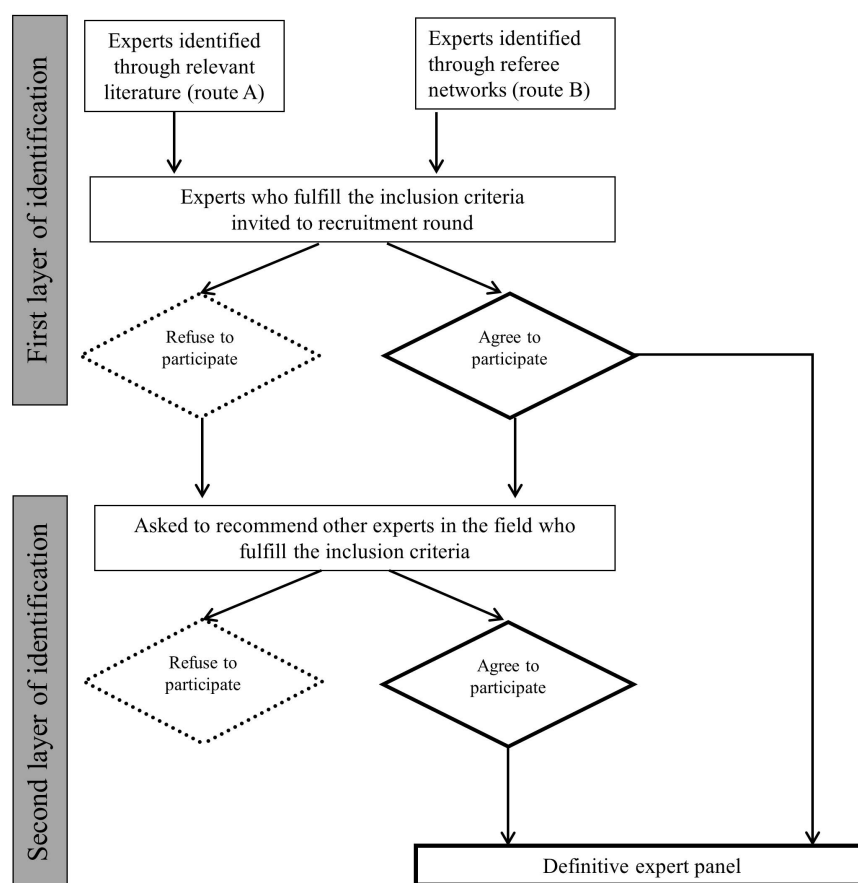 First layer of identification
Experts identified
through relevant
literature (route A)
Experts identified
through referee
networks (route B)
Experts who fulfill the inclusion criteria
invited to recruitment round
Refuse to
participate
Agree to
participate
Second layer of identification
Asked to recommend other experts in the field who
fulfill the inclusion criteria
Refuse to
participate
Agree to
participate
Definitive expert panel